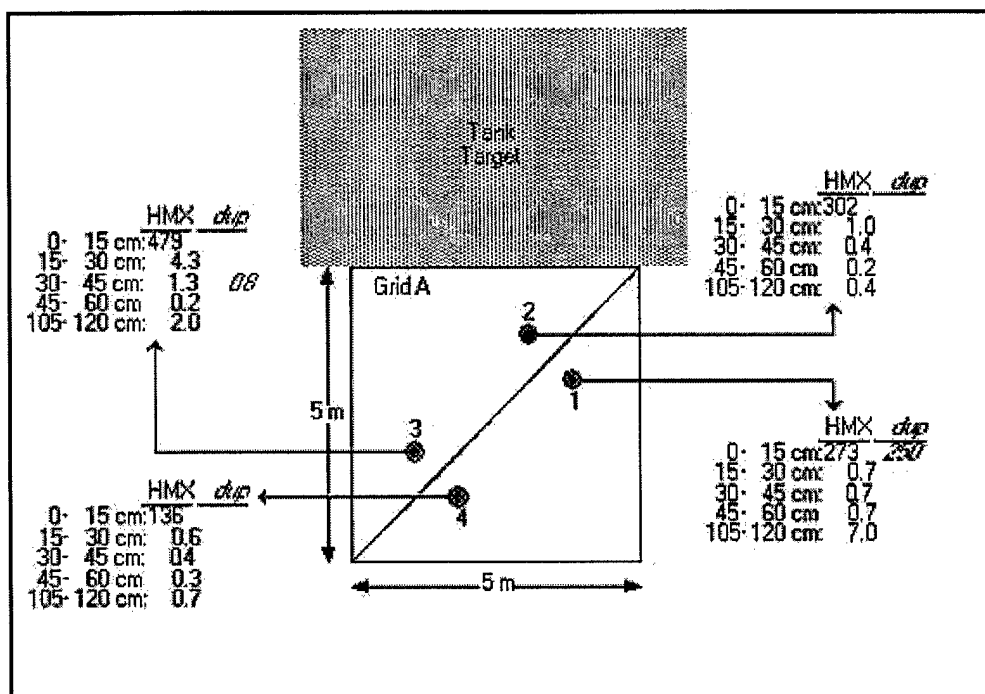 Tank
Target
HMX dup
0- 15 cm: 479
15- 30 cm: 4.3
30- 45 cm: 1.3 08
45- 60 cm 0.2
105- 120 cm: 2.0
HMX dup
0- 15 cm: 302
15- 30 cm: 1.0
30- 45 cm: 0.4
45- 60 cm 0.2
105- 120 cm: 0.4
Grid A
2
1
5 m
3
4
HMX dup
0- 15 cm: 136
15- 30 cm: 0.6
30- 45 cm: 0.4
45- 60 cm 0.3
105- 120 cm: 0.7
HMX dup
0- 15 cm: 273 250
15- 30 cm: 0.7
30- 45 cm: 0.7
45- 60 cm 0.7
105- 120 cm: 7.0
5 m